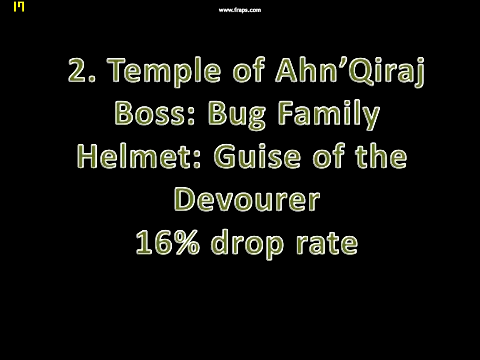 17
www.fraps.com
2. Temple of Ahn’Qiraj
Boss: Bug Family
Helmet: Guise of the
Devourer
16% drop rate